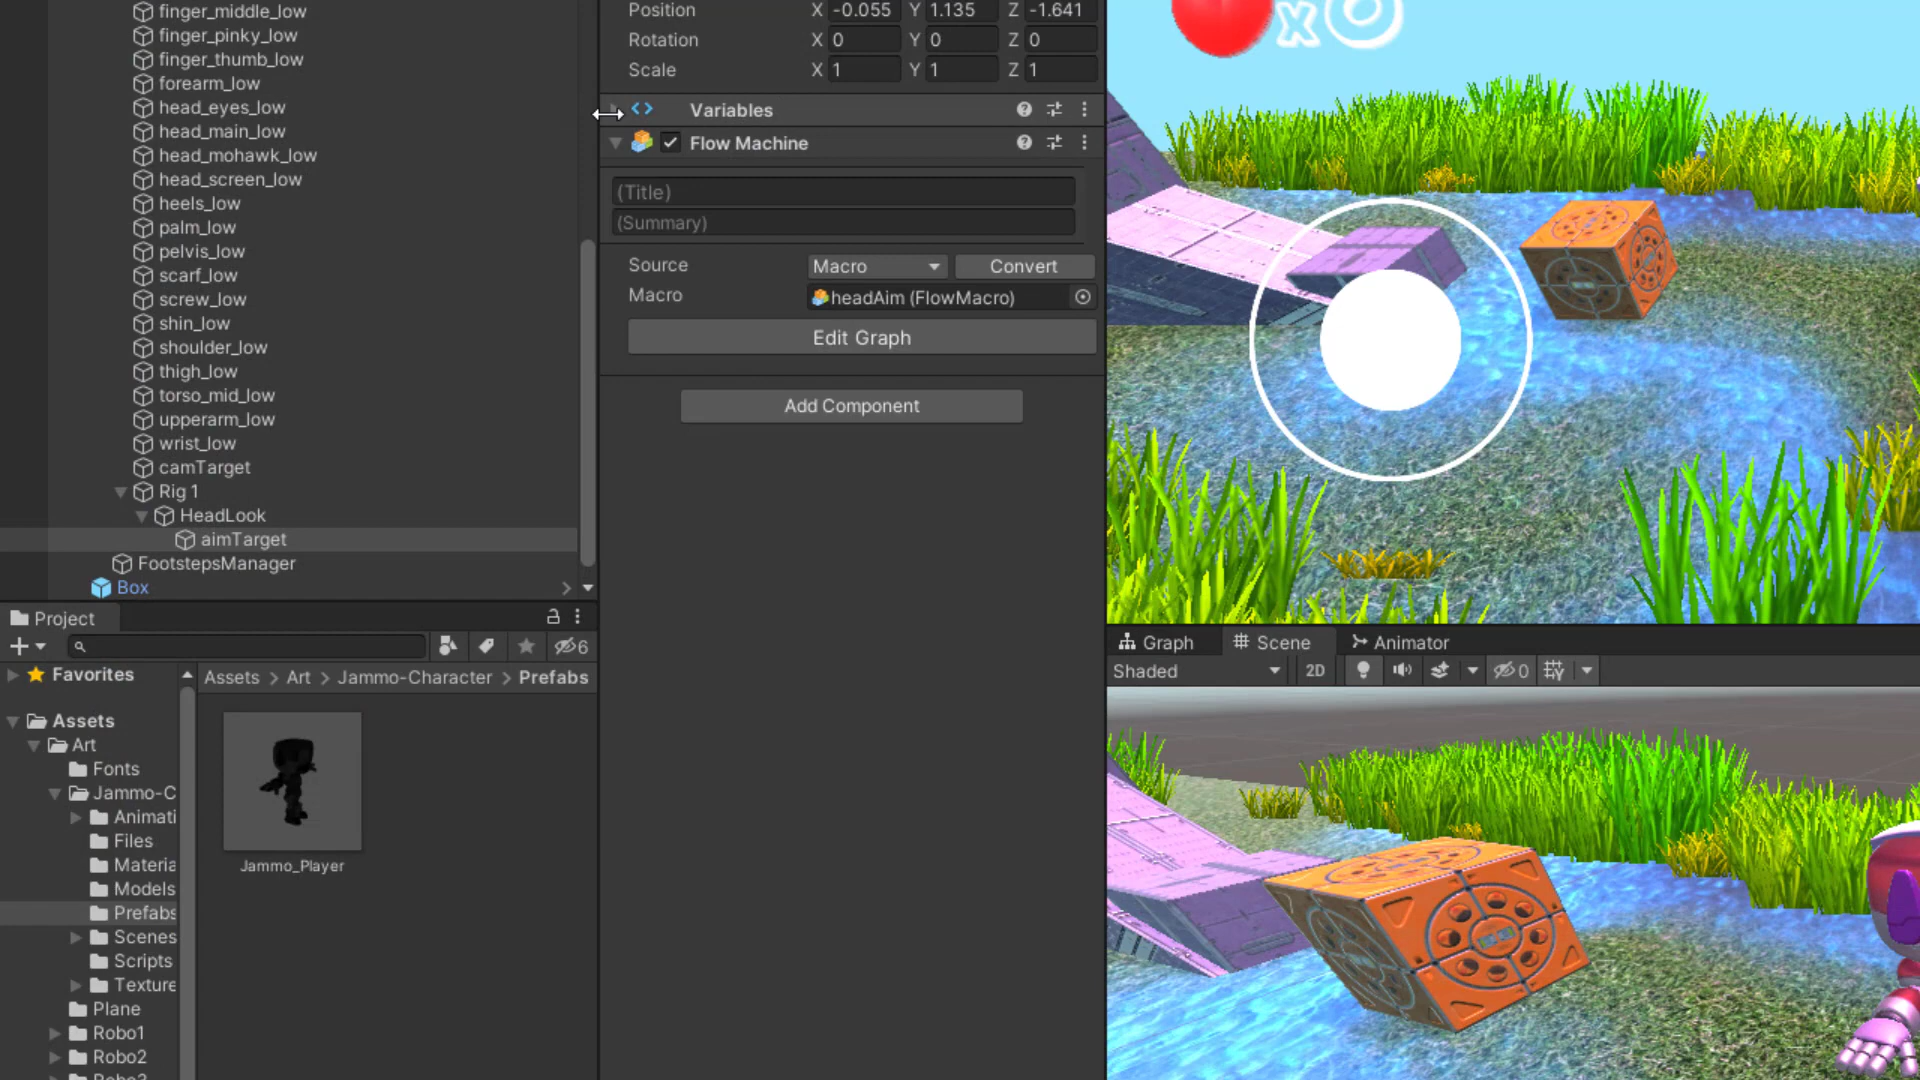 finger_middle_low
finger_pinky_low
finger_thumb_low
forearm_low
head_eyes_low
head_main_low
head_mohawk_low
head_screen_low
heels_low
palm_low
pelvis_low
scarf_low
screw_low
shin_low
shoulder_low
thigh_low
torso_mid_low
upperarm_low
wrist_low
camTarget
Rig 1
HeadLook
aimTarget
FootstepsManager
Box
Position X -0.055 Y 1.135 Z -1.641
Rotation X 0 Y 0 Z 0
Scale X 1 Y 1 Z 1
Variables
Flow Machine
(Title)
(Summary)
Source Macro Convert
Macro headAim (FlowMacro)
Edit Graph
Add Component
x0
Project
6
Favorites
Assets
Art
Fonts
Jammo-C
Animati
Files
Materia
Models
Prefabs
Scenes
Scripts
Texture
Plane
Robo1
Robo2
Assets > Art > Jammo-Character > Prefabs
Jammo_Player
Graph Scene Animator
Shaded 2D 0